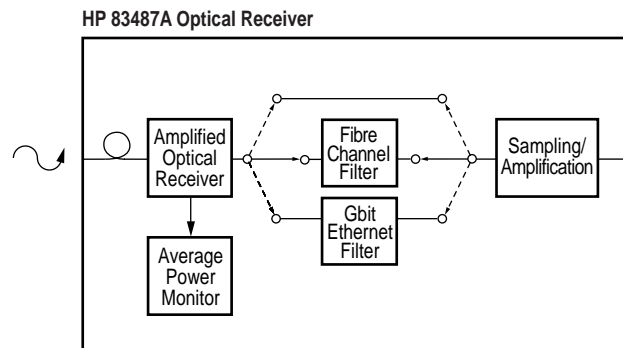 HP 83487A Optical Receiver
Amplified
Optical
Receiver
Fibre
Channel
Filter
Sampling/
Amplification
Gbit
Ethernet
Filter
Average
Power
Monitor